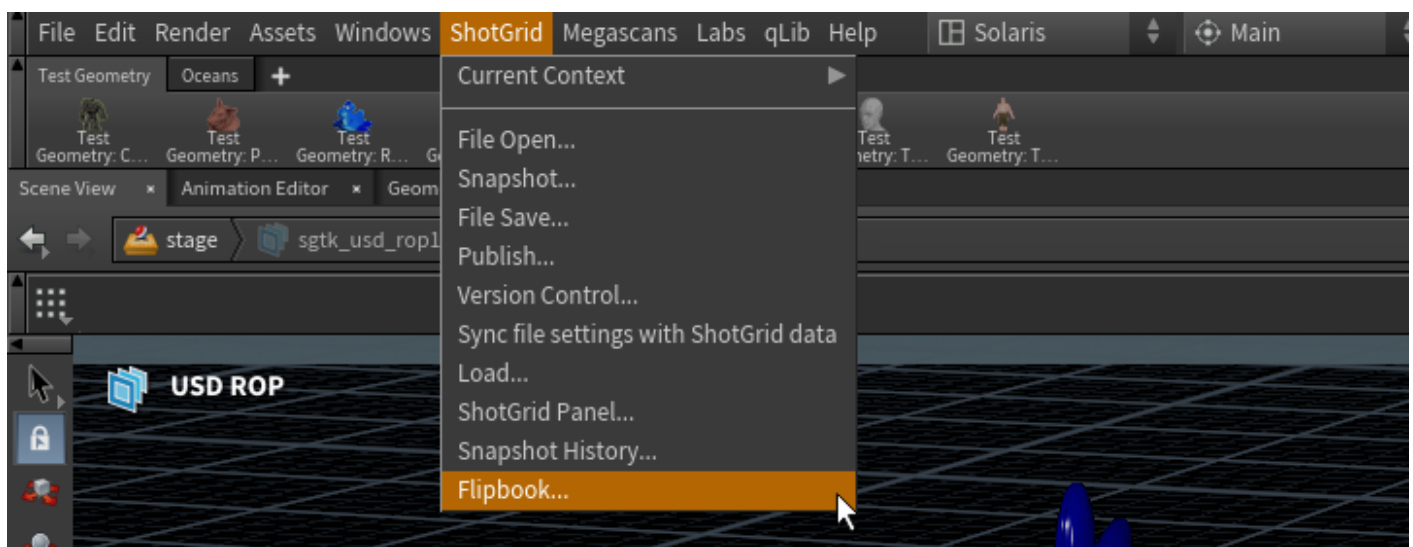 File Edit Render Assets Windows ShotGrid Megascans Labs qLib Help Solaris Main
Test Geometry Oceans
Test Geometry: C...
Test Geometry: P...
Test Geometry: R...
G
Test
netry: T...
Test Geometry: T...
Scene View × Animation Editor × Geom
stage sgtk_usd_rop1
USD ROP
Current Context
File Open...
Snapshot...
File Save...
Publish...
Version Control...
Sync file settings with ShotGrid data
Load...
ShotGrid Panel...
Snapshot History...
Flipbook...